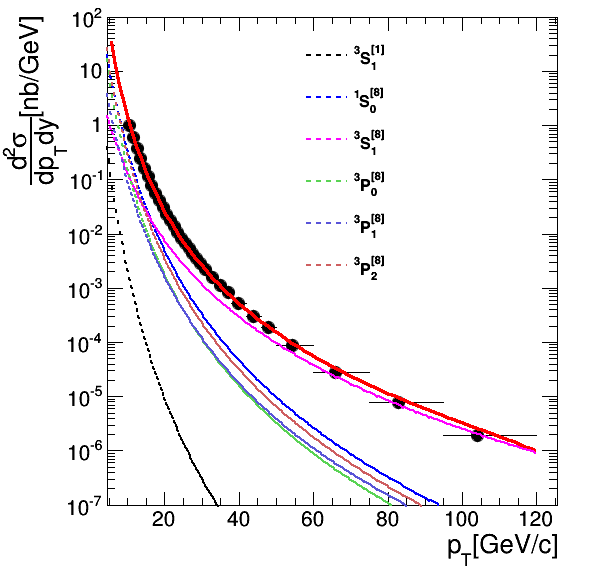 d²σ
dp_T dy [nb/GeV]
10²
10
1
10⁻¹
10⁻²
10⁻³
10⁻⁴
10⁻⁵
10⁻⁶
10⁻⁷
³S₁[1]
¹S₀[8]
³S₁[8]
³P₀[8]
³P₁[8]
³P₂[8]
20 40 60 80 100 120
p_T[GeV/c]